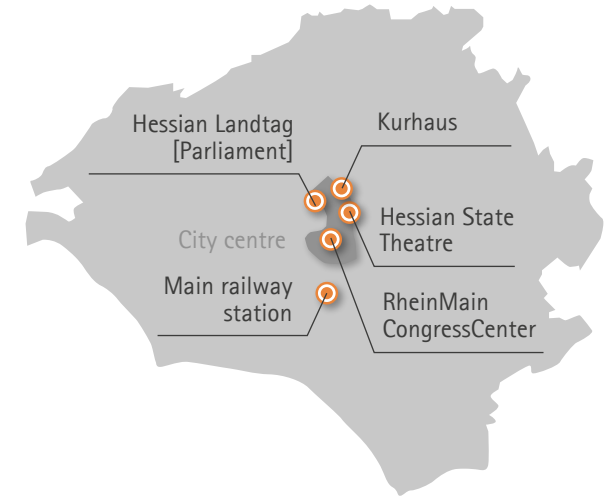 Hessian Landtag
[Parliament]
Kurhaus
Hessian State
Theatre
City centre
Main railway
station
RheinMain
CongressCenter